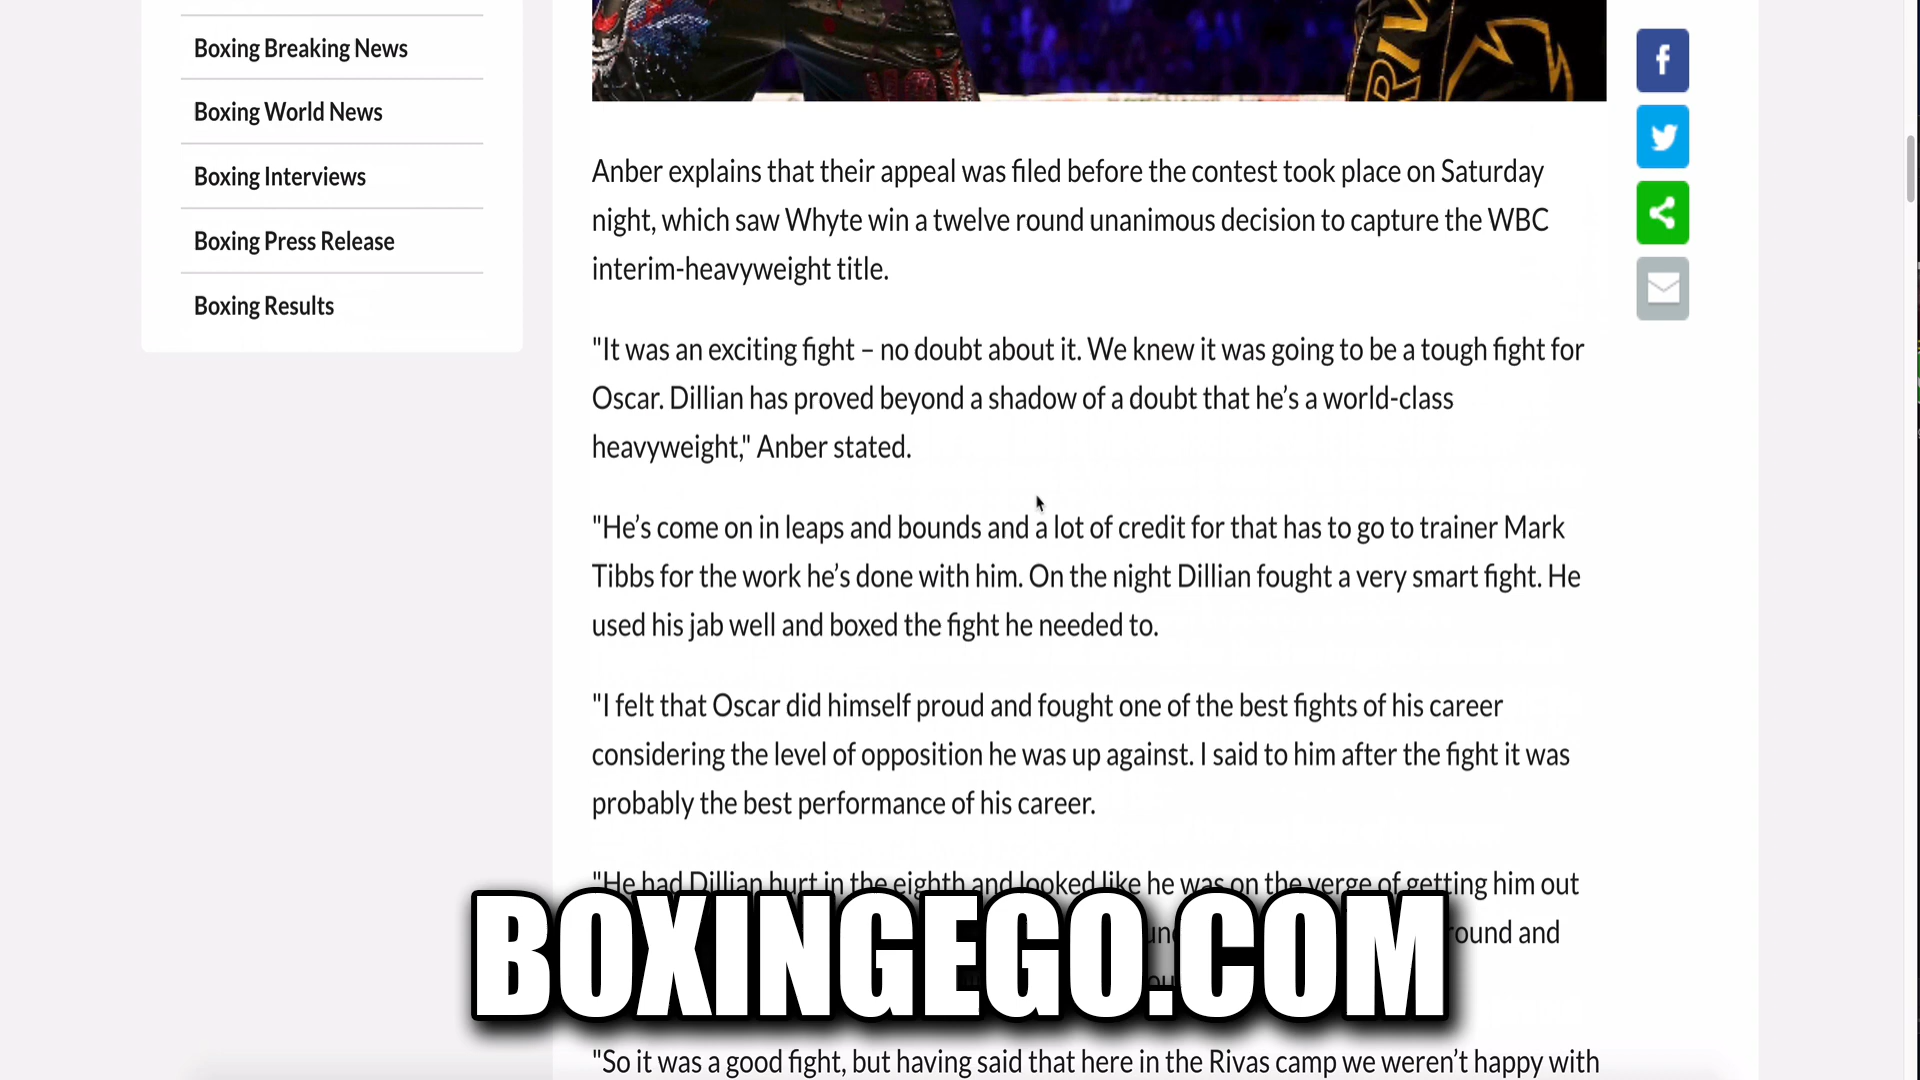 Boxing Breaking News
Boxing World News
Boxing Interviews
Boxing Press Release
Boxing Results
RIV
Anber explains that their appeal was filed before the contest took place on Saturday
night, which saw Whyte win a twelve round unanimous decision to capture the WBC
interim-heavyweight title.
"It was an exciting fight – no doubt about it. We knew it was going to be a tough fight for
Oscar. Dillian has proved beyond a shadow of a doubt that he’s a world-class
heavyweight," Anber stated.
"He’s come on in leaps and bounds and a lot of credit for that has to go to trainer Mark
Tibbs for the work he’s done with him. On the night Dillian fought a very smart fight. He
used his jab well and boxed the fight he needed to.
"I felt that Oscar did himself proud and fought one of the best fights of his career
considering the level of opposition he was up against. I said to him after the fight it was
probably the best performance of his career.
"He had Dillian hurt in the eighth and looked like he was on the verge of getting him out
round and
BOXINGEGO.COM
"So it was a good fight, but having said that here in the Rivas camp we weren’t happy with